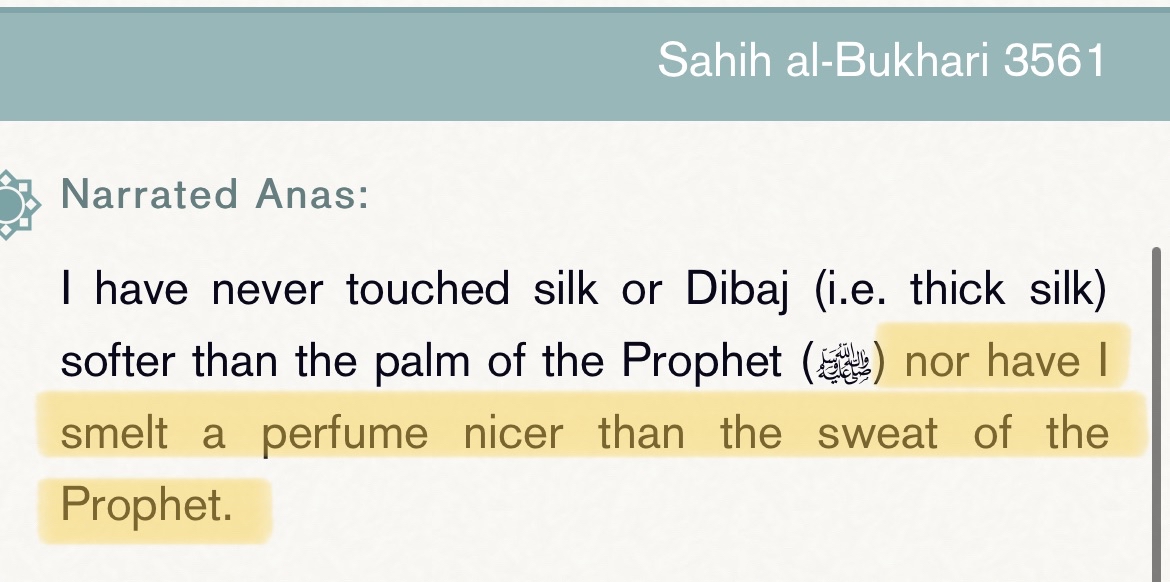 Sahih al-Bukhari 3561
Narrated Anas:
I have never touched silk or Dibaj (i.e. thick silk)
softer than the palm of the Prophet (ﷺ) nor have I
smelt a perfume nicer than the sweat of the
Prophet.